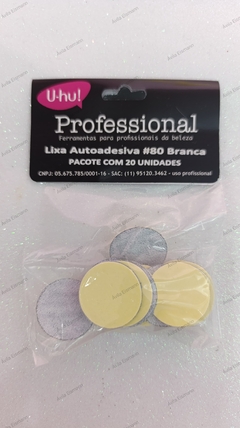 U-hu!
Professional
Ferramentas para profissionais da beleza
Lixa Autoadesiva #80 Branca
PACOTE COM 20 UNIDADES
CNPJ: 05.675.785/0001-16 - SAC: (11) 95120.3462 - uso profissional